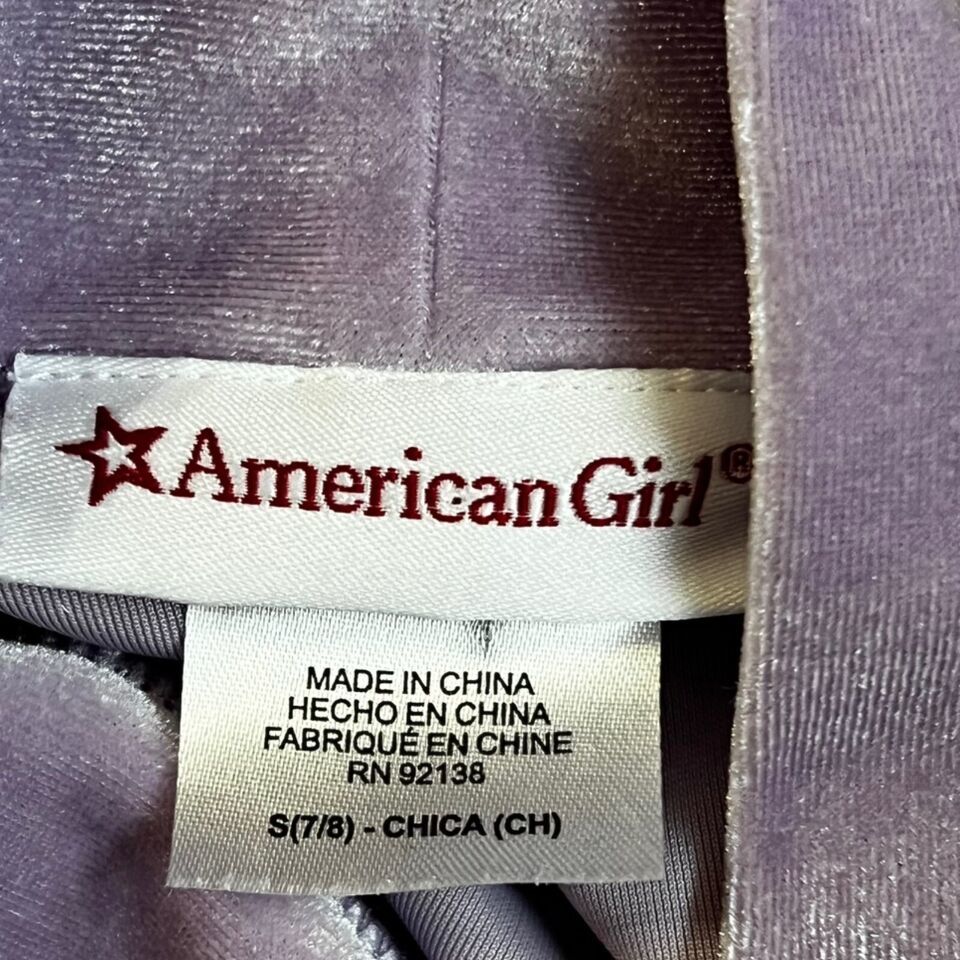 American Girl®
MADE IN CHINA
HECHO EN CHINA
FABRIQUÉ EN CHINE
RN 92138
S(7/8) - CHICA (CH)